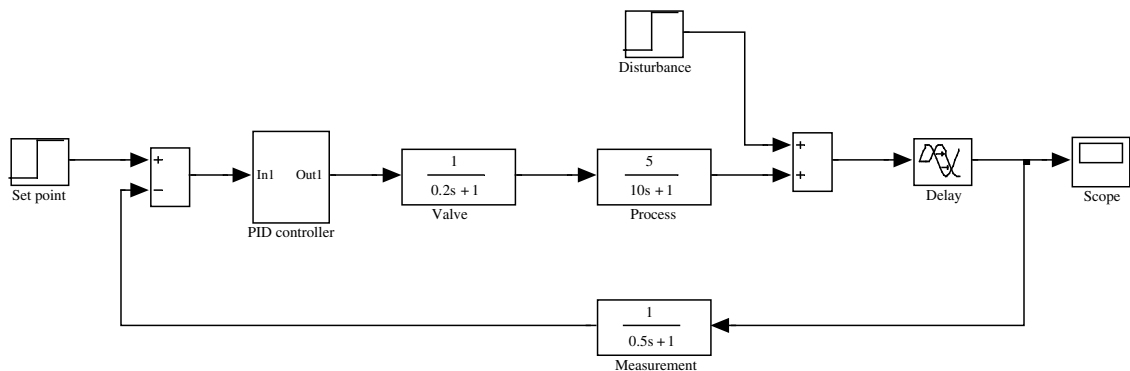 Disturbance
+
−
Set point
In1 Out1
PID controller
1
0.2s + 1
Valve
5
10s + 1
Process
+
+
Delay
Scope
1
0.5s + 1
Measurement